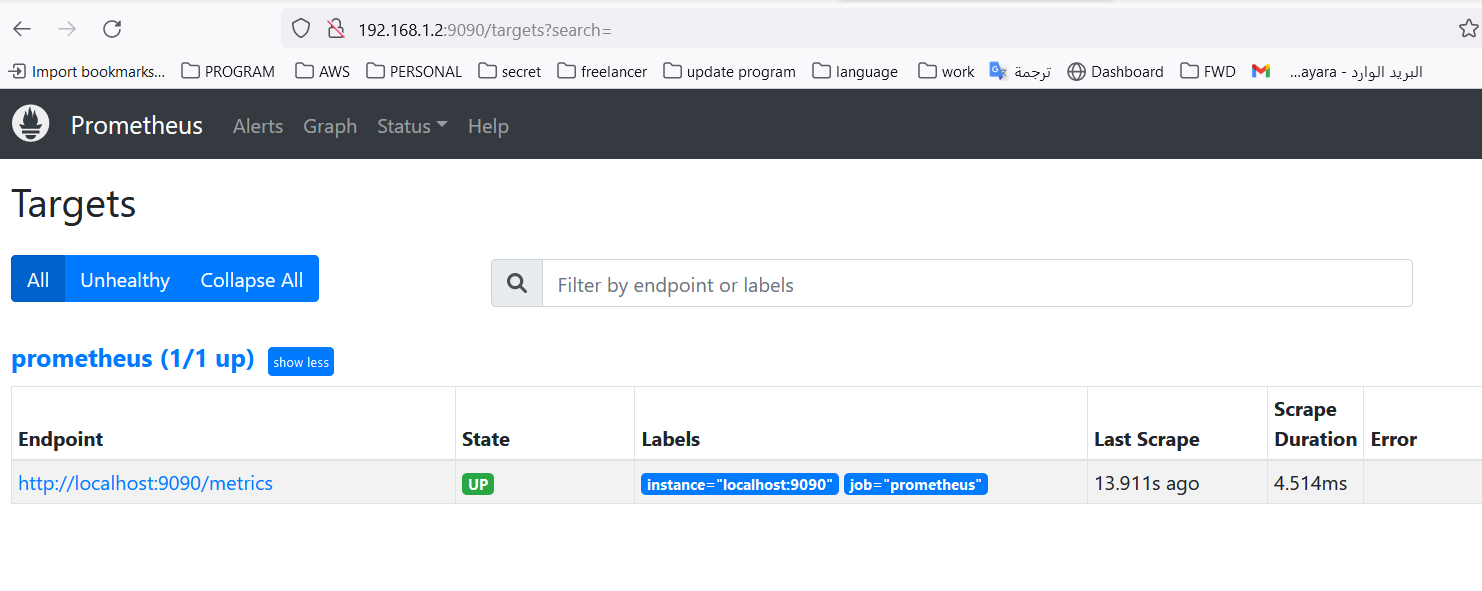 192.168.1.2:9090/targets?search=
Import bookmarks... PROGRAM AWS PERSONAL secret freelancer update program language work ترجمة Dashboard FWD البريد الوارد - ayara...
Prometheus Alerts Graph Status Help
Targets
All Unhealthy Collapse All Filter by endpoint or labels
prometheus (1/1 up) show less
Endpoint State Labels Last Scrape Scrape Duration Error
http://localhost:9090/metrics UP instance="localhost:9090" job="prometheus" 13.911s ago 4.514ms